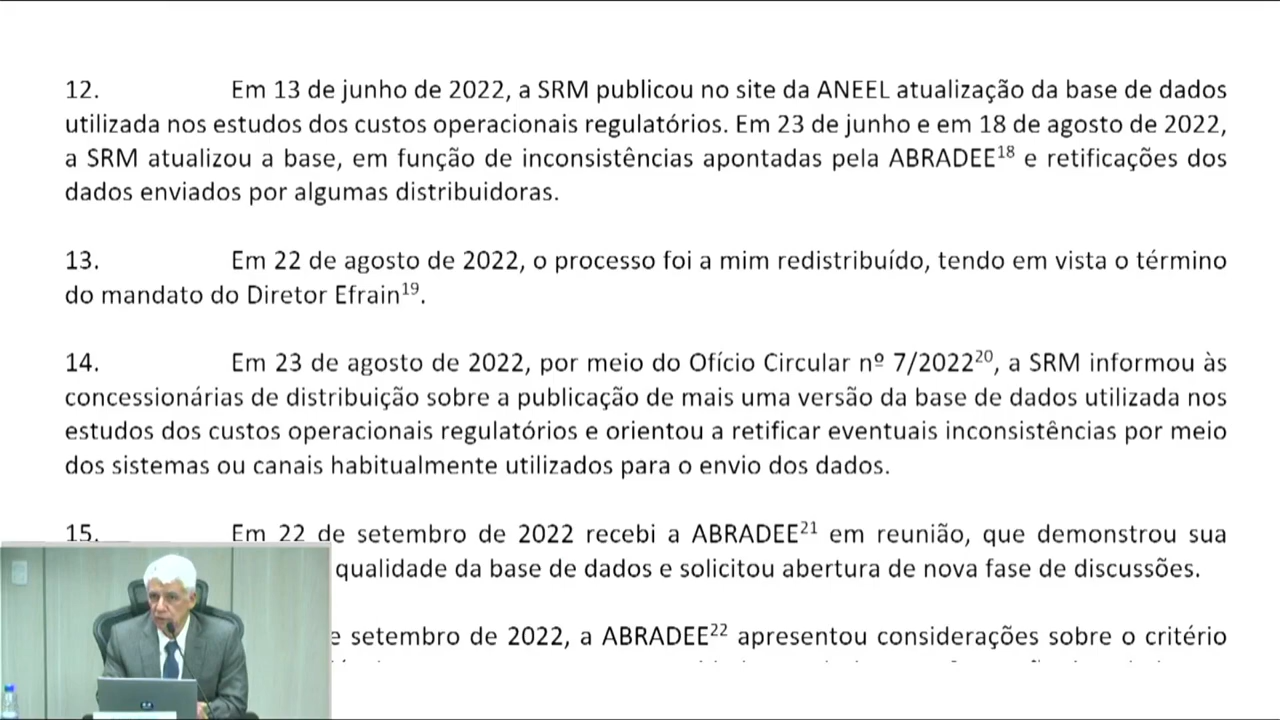 12. Em 13 de junho de 2022, a SRM publicou no site da ANEEL atualização da base de dados
utilizada nos estudos dos custos operacionais regulatórios. Em 23 de junho e em 18 de agosto de 2022,
a SRM atualizou a base, em função de inconsistências apontadas pela ABRADEE18 e retificações dos
dados enviados por algumas distribuidoras.
13. Em 22 de agosto de 2022, o processo foi a mim redistribuído, tendo em vista o término
do mandato do Diretor Efrain19.
14. Em 23 de agosto de 2022, por meio do Ofício Circular nº 7/202220, a SRM informou às
concessionárias de distribuição sobre a publicação de mais uma versão da base de dados utilizada nos
estudos dos custos operacionais regulatórios e orientou a retificar eventuais inconsistências por meio
dos sistemas ou canais habitualmente utilizados para o envio dos dados.
15. Em 22 de setembro de 2022 recebi a ABRADEE21 em reunião, que demonstrou sua
qualidade da base de dados e solicitou abertura de nova fase de discussões.
setembro de 2022, a ABRADEE22 apresentou considerações sobre o critério